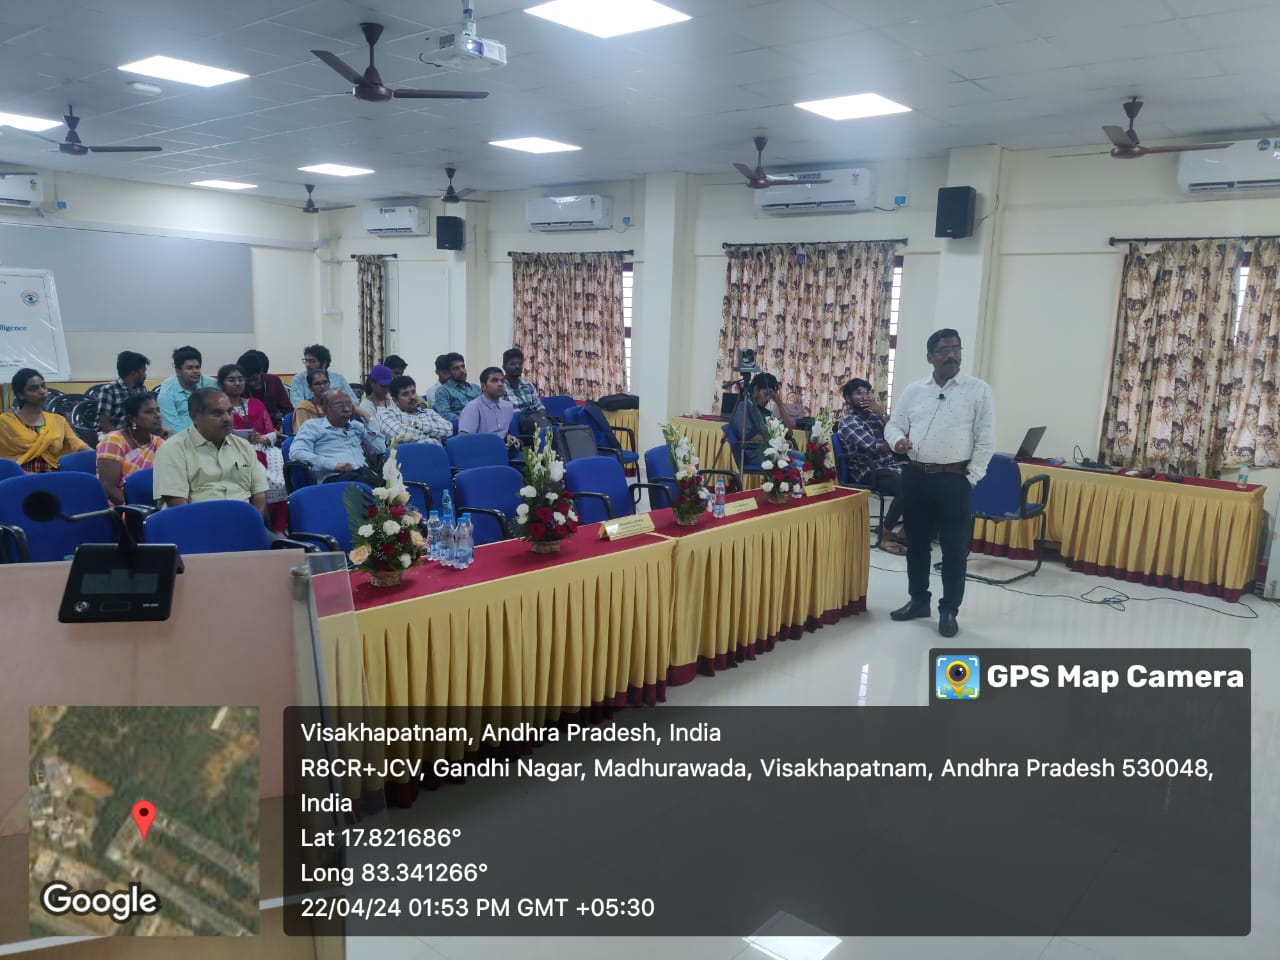 lligence
GPS Map Camera
Visakhapatnam, Andhra Pradesh, India
R8CR+JCV, Gandhi Nagar, Madhurawada, Visakhapatnam, Andhra Pradesh 530048,
India
Lat 17.821686°
Long 83.341266°
22/04/24 01:53 PM GMT +05:30
Google